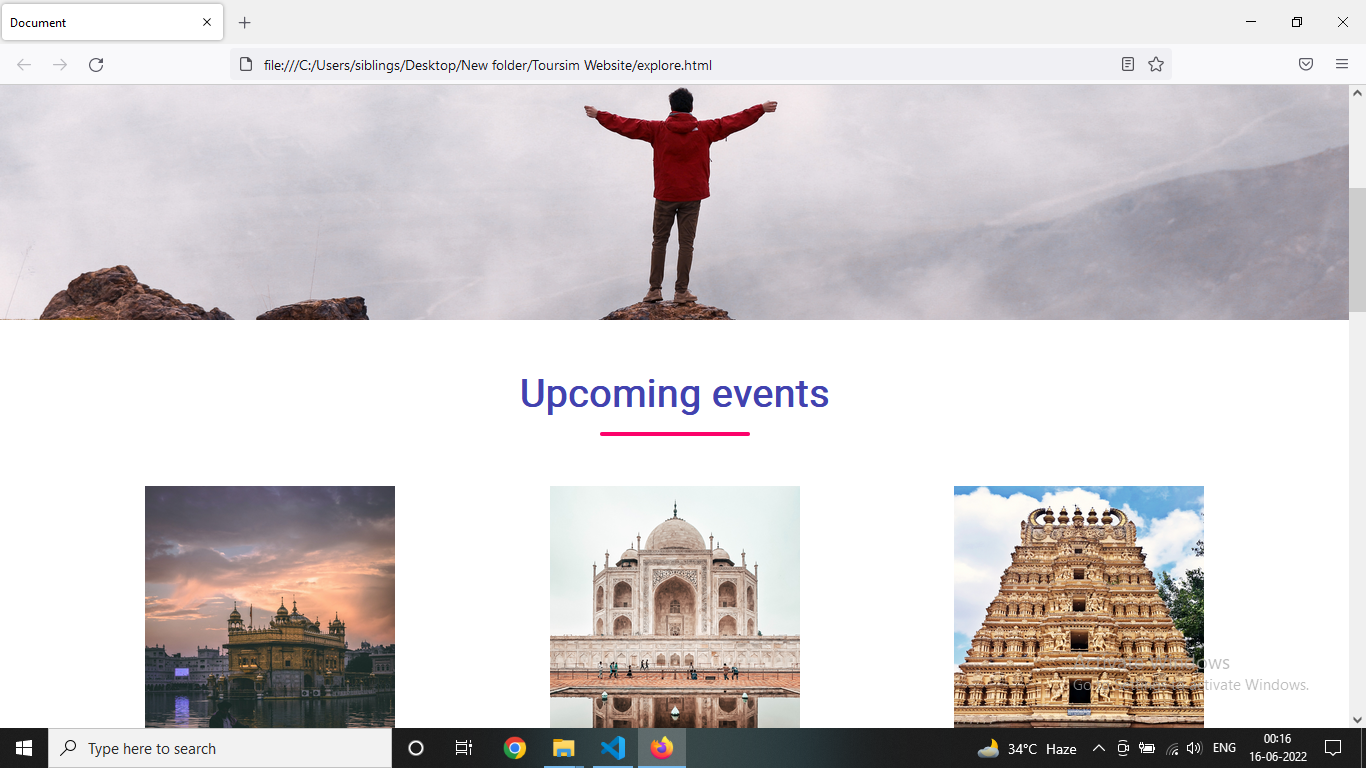 Document
file:///C:/Users/siblings/Desktop/New folder/Toursim Website/explore.html
Upcoming events
Activate Windows
Go to Settings to activate Windows.
Type here to search
34°C Haze
ENG
00:16
16-06-2022